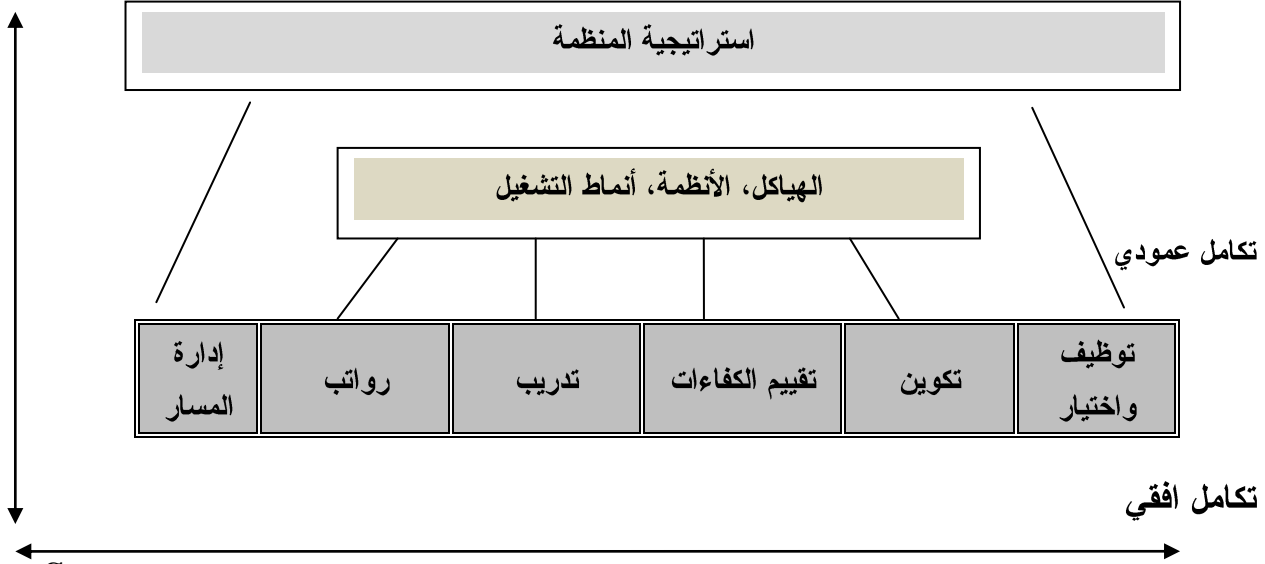 استراتيجية المنظمة
الهياكل، الأنظمة، أنماط التشغيل
تكامل عمودي
توظيف
واختيار
تكوين
تقييم الكفاءات
تدريب
رواتب
إدارة
المسار
تكامل افقي